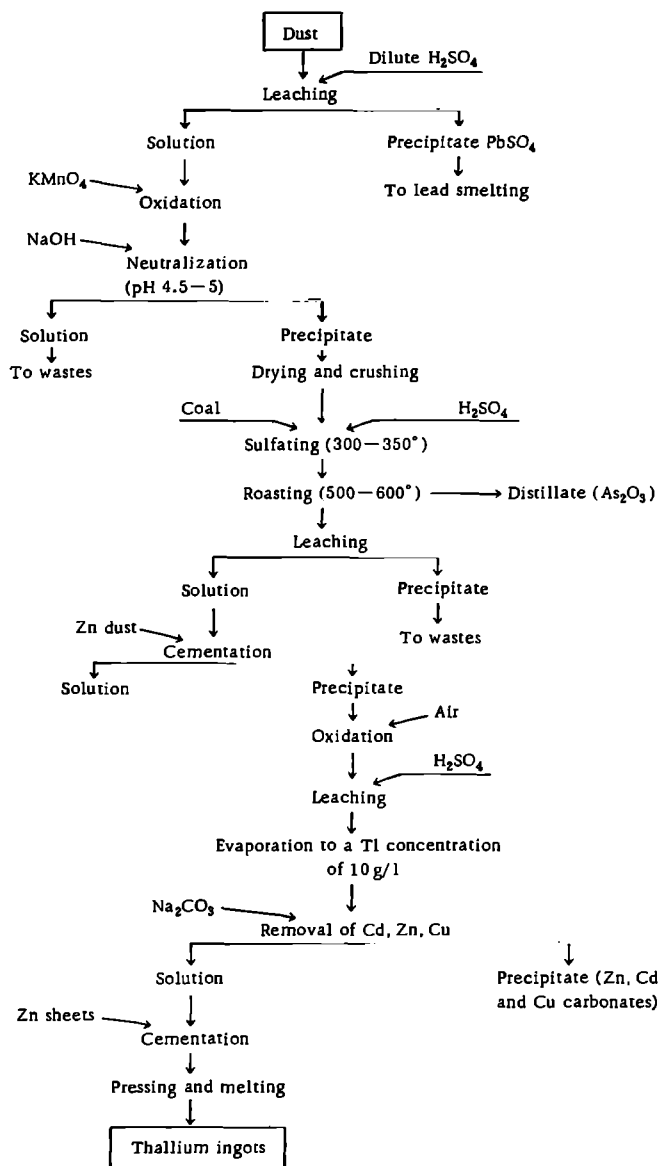 Dust
Dilute H₂SO₄
Leaching
Solution
Precipitate PbSO₄
KMnO₄
To lead smelting
Oxidation
NaOH
Neutralization
(pH 4.5—5)
Solution
Precipitate
To wastes
Drying and crushing
Coal
H₂SO₄
Sulfating (300—350°)
Roasting (500—600°)
Distillate (As₂O₃)
Leaching
Solution
Precipitate
Zn dust
To wastes
Cementation
Solution
Precipitate
Air
Oxidation
H₂SO₄
Leaching
Evaporation to a Tl concentration
of 10 g/l
Na₂CO₃
Removal of Cd, Zn, Cu
Solution
Precipitate (Zn, Cd
and Cu carbonates)
Zn sheets
Cementation
Pressing and melting
Thallium ingots